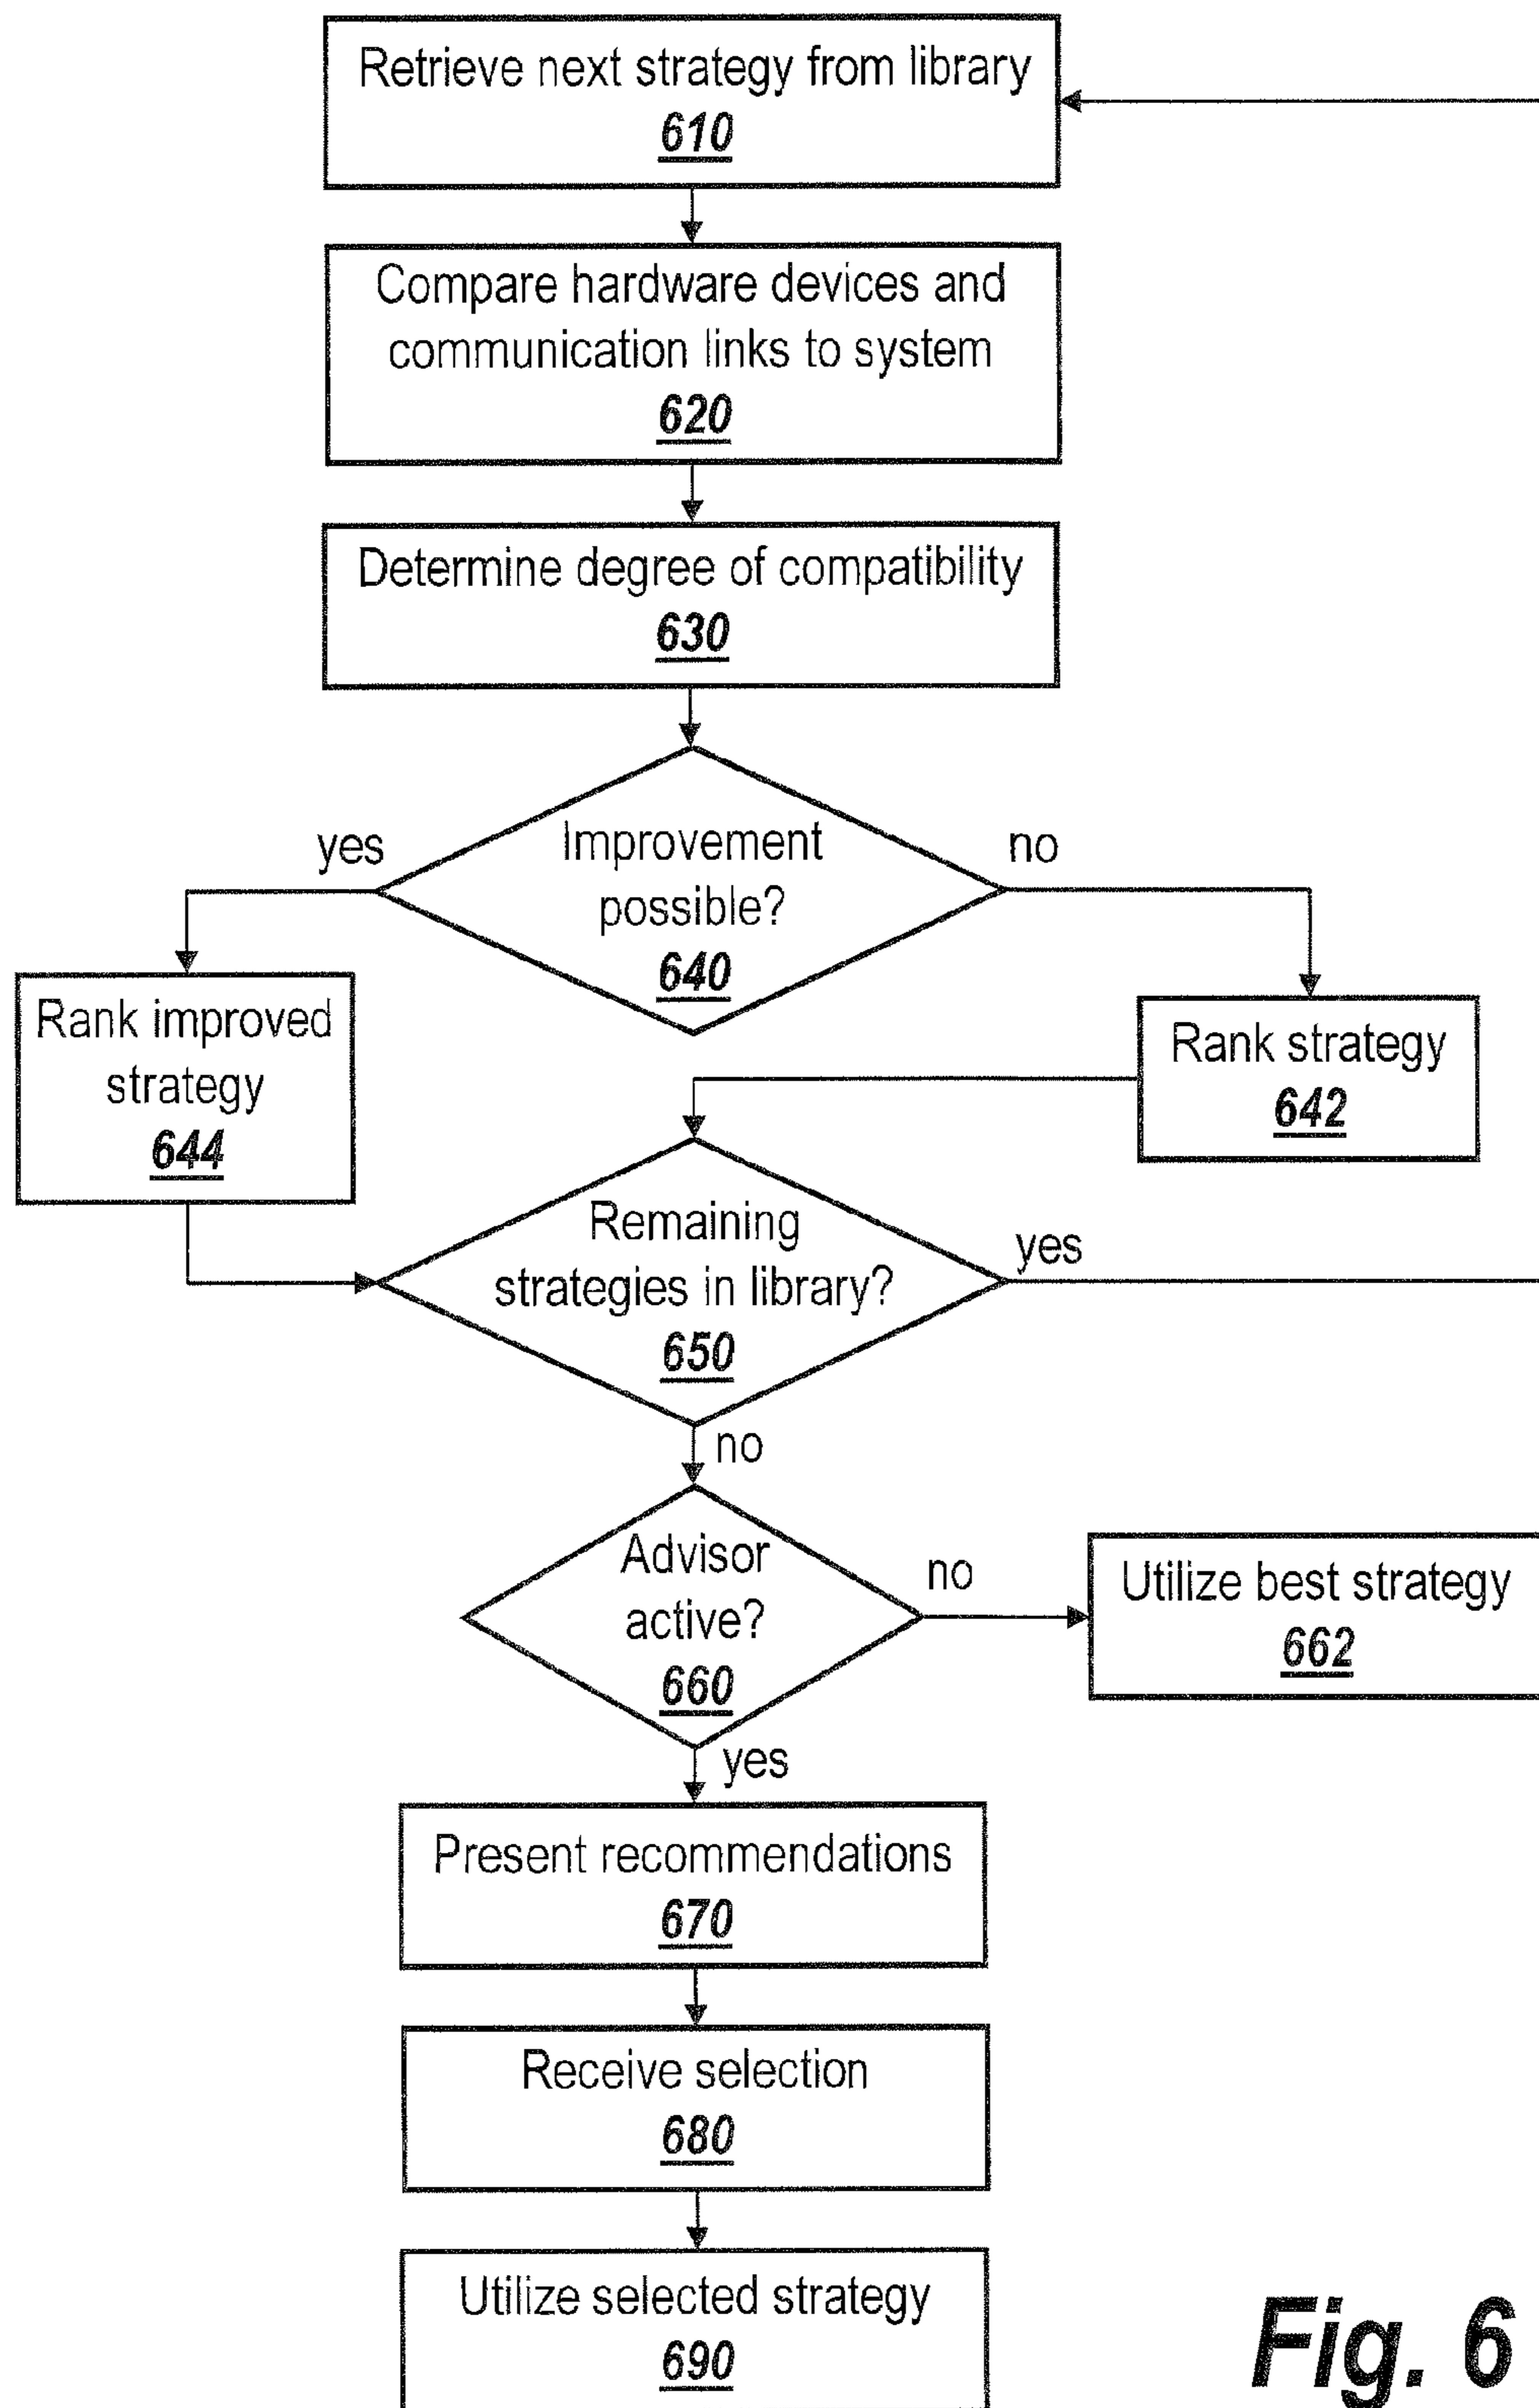 Retrieve next strategy from library
610
Compare hardware devices and
communication links to system
620
Determine degree of compatibility
630
Improvement
possible?
640
yes
no
Rank improved
strategy
644
Rank strategy
642
Remaining
strategies in library?
650
yes
no
Advisor
active?
660
no
Utilize best strategy
662
yes
Present recommendations
670
Receive selection
680
Utilize selected strategy
690
Fig. 6